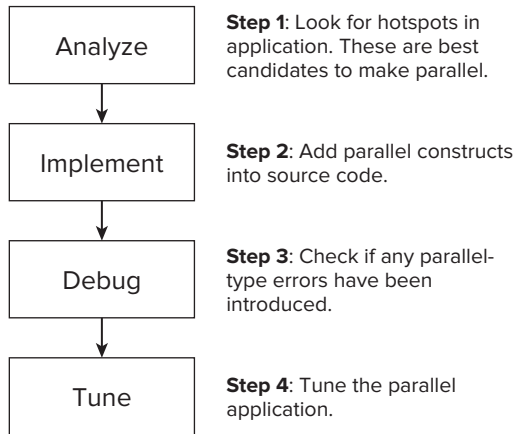 Analyze
Step 1: Look for hotspots in
application. These are best
candidates to make parallel.
Implement
Step 2: Add parallel constructs
into source code.
Debug
Step 3: Check if any parallel-
type errors have been
introduced.
Tune
Step 4: Tune the parallel
application.